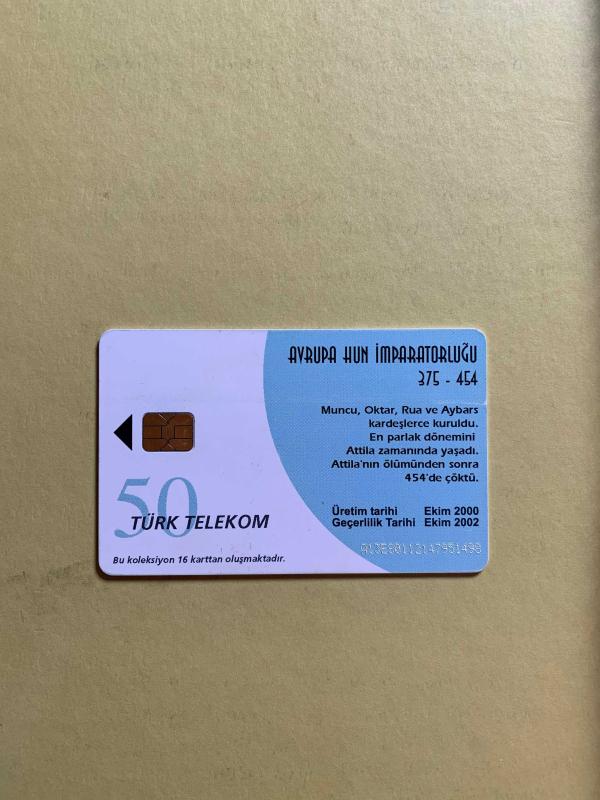 AVRUPA HUN İMPARATORLUĞU
375 - 454
Muncu, Oktar, Rua ve Aybars
kardeşlerce kuruldu.
En parlak dönemini
Attila zamanında yaşadı.
Attila'nın ölümünden sonra
454'de çöktü.
Üretim tarihi Ekim 2000
Geçerlilik Tarihi Ekim 2002
50
TÜRK TELEKOM
Bu koleksiyon 16 karttan oluşmaktadır.